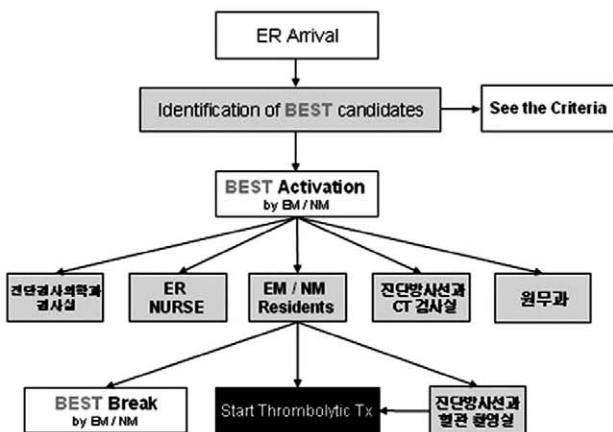 ER Arrival
Identification of BEST candidates
See the Criteria
BEST Activation
by EM / NM
진단검사의학과
검사실
ER
NURSE
EM / NM
Residents
진단방사선과
CT 검사실
원무과
BEST Break
by EM / NM
Start Thrombolytic Tx
진단방사선과
혈관 촬영실